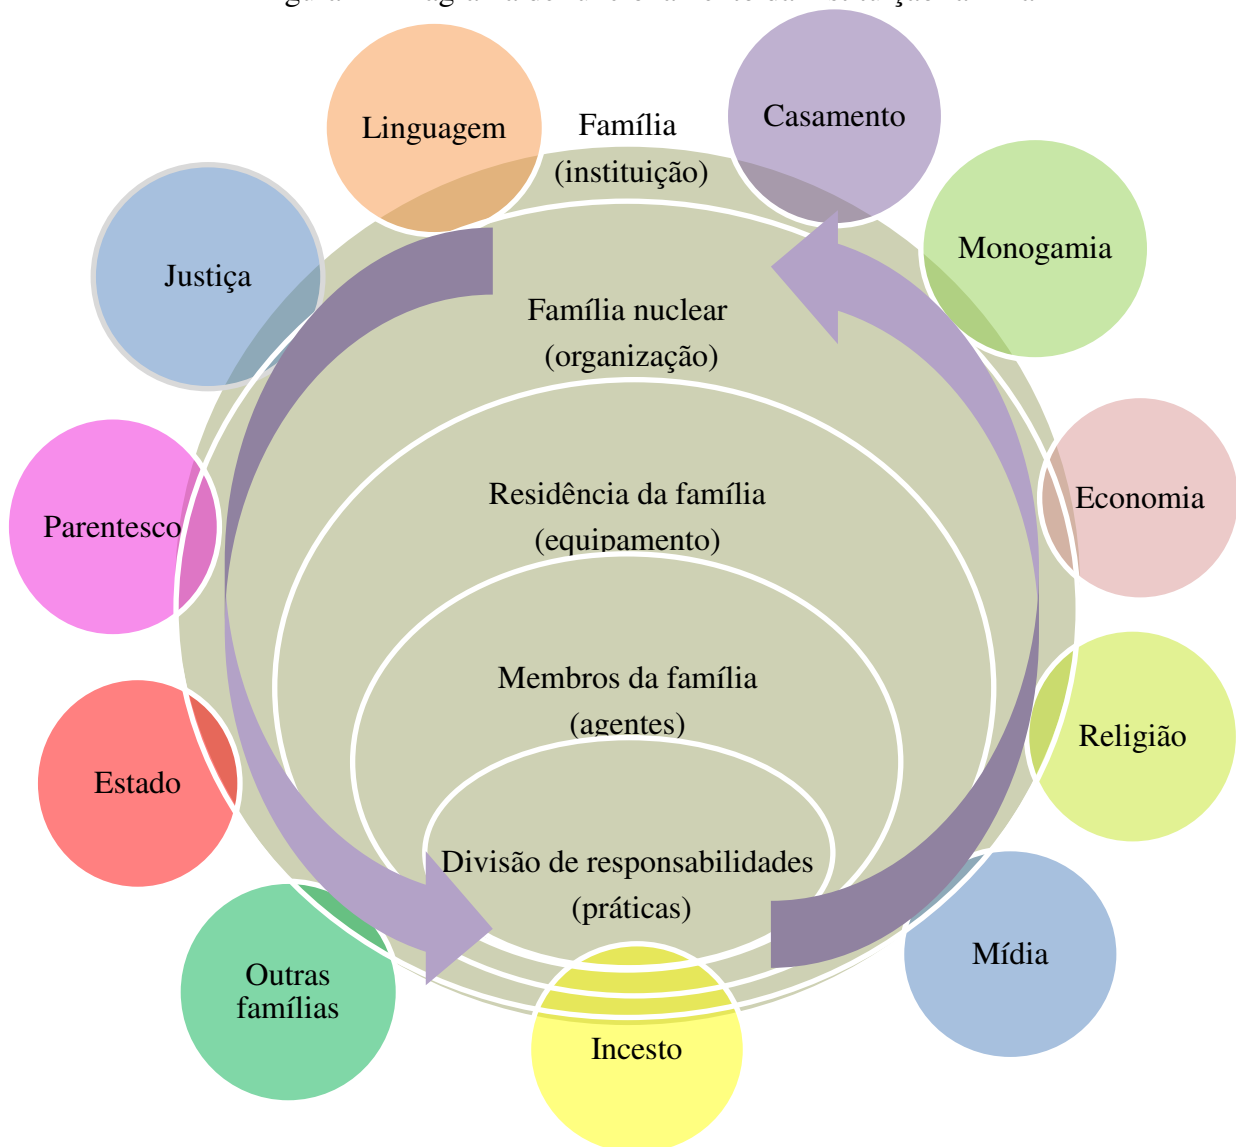 Linguagem
Família
(instituição)
Casamento
Justiça
Monogamia
Família nuclear
(organização)
Parentesco
Residência da família
(equipamento)
Economia
Estado
Membros da família
(agentes)
Religião
Divisão de responsabilidades
(práticas)
Outras
famílias
Incesto
Mídia